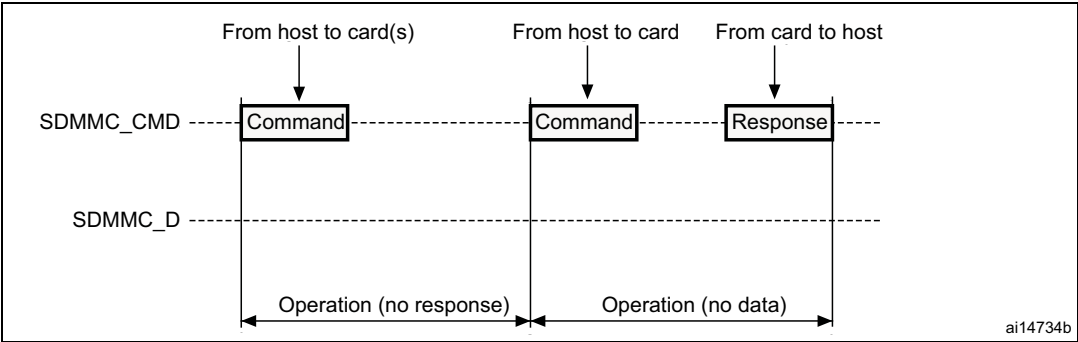 From host to card(s) From host to card From card to host
SDMMC_CMD Command Command Response
SDMMC_D
Operation (no response) Operation (no data)
ai14734b